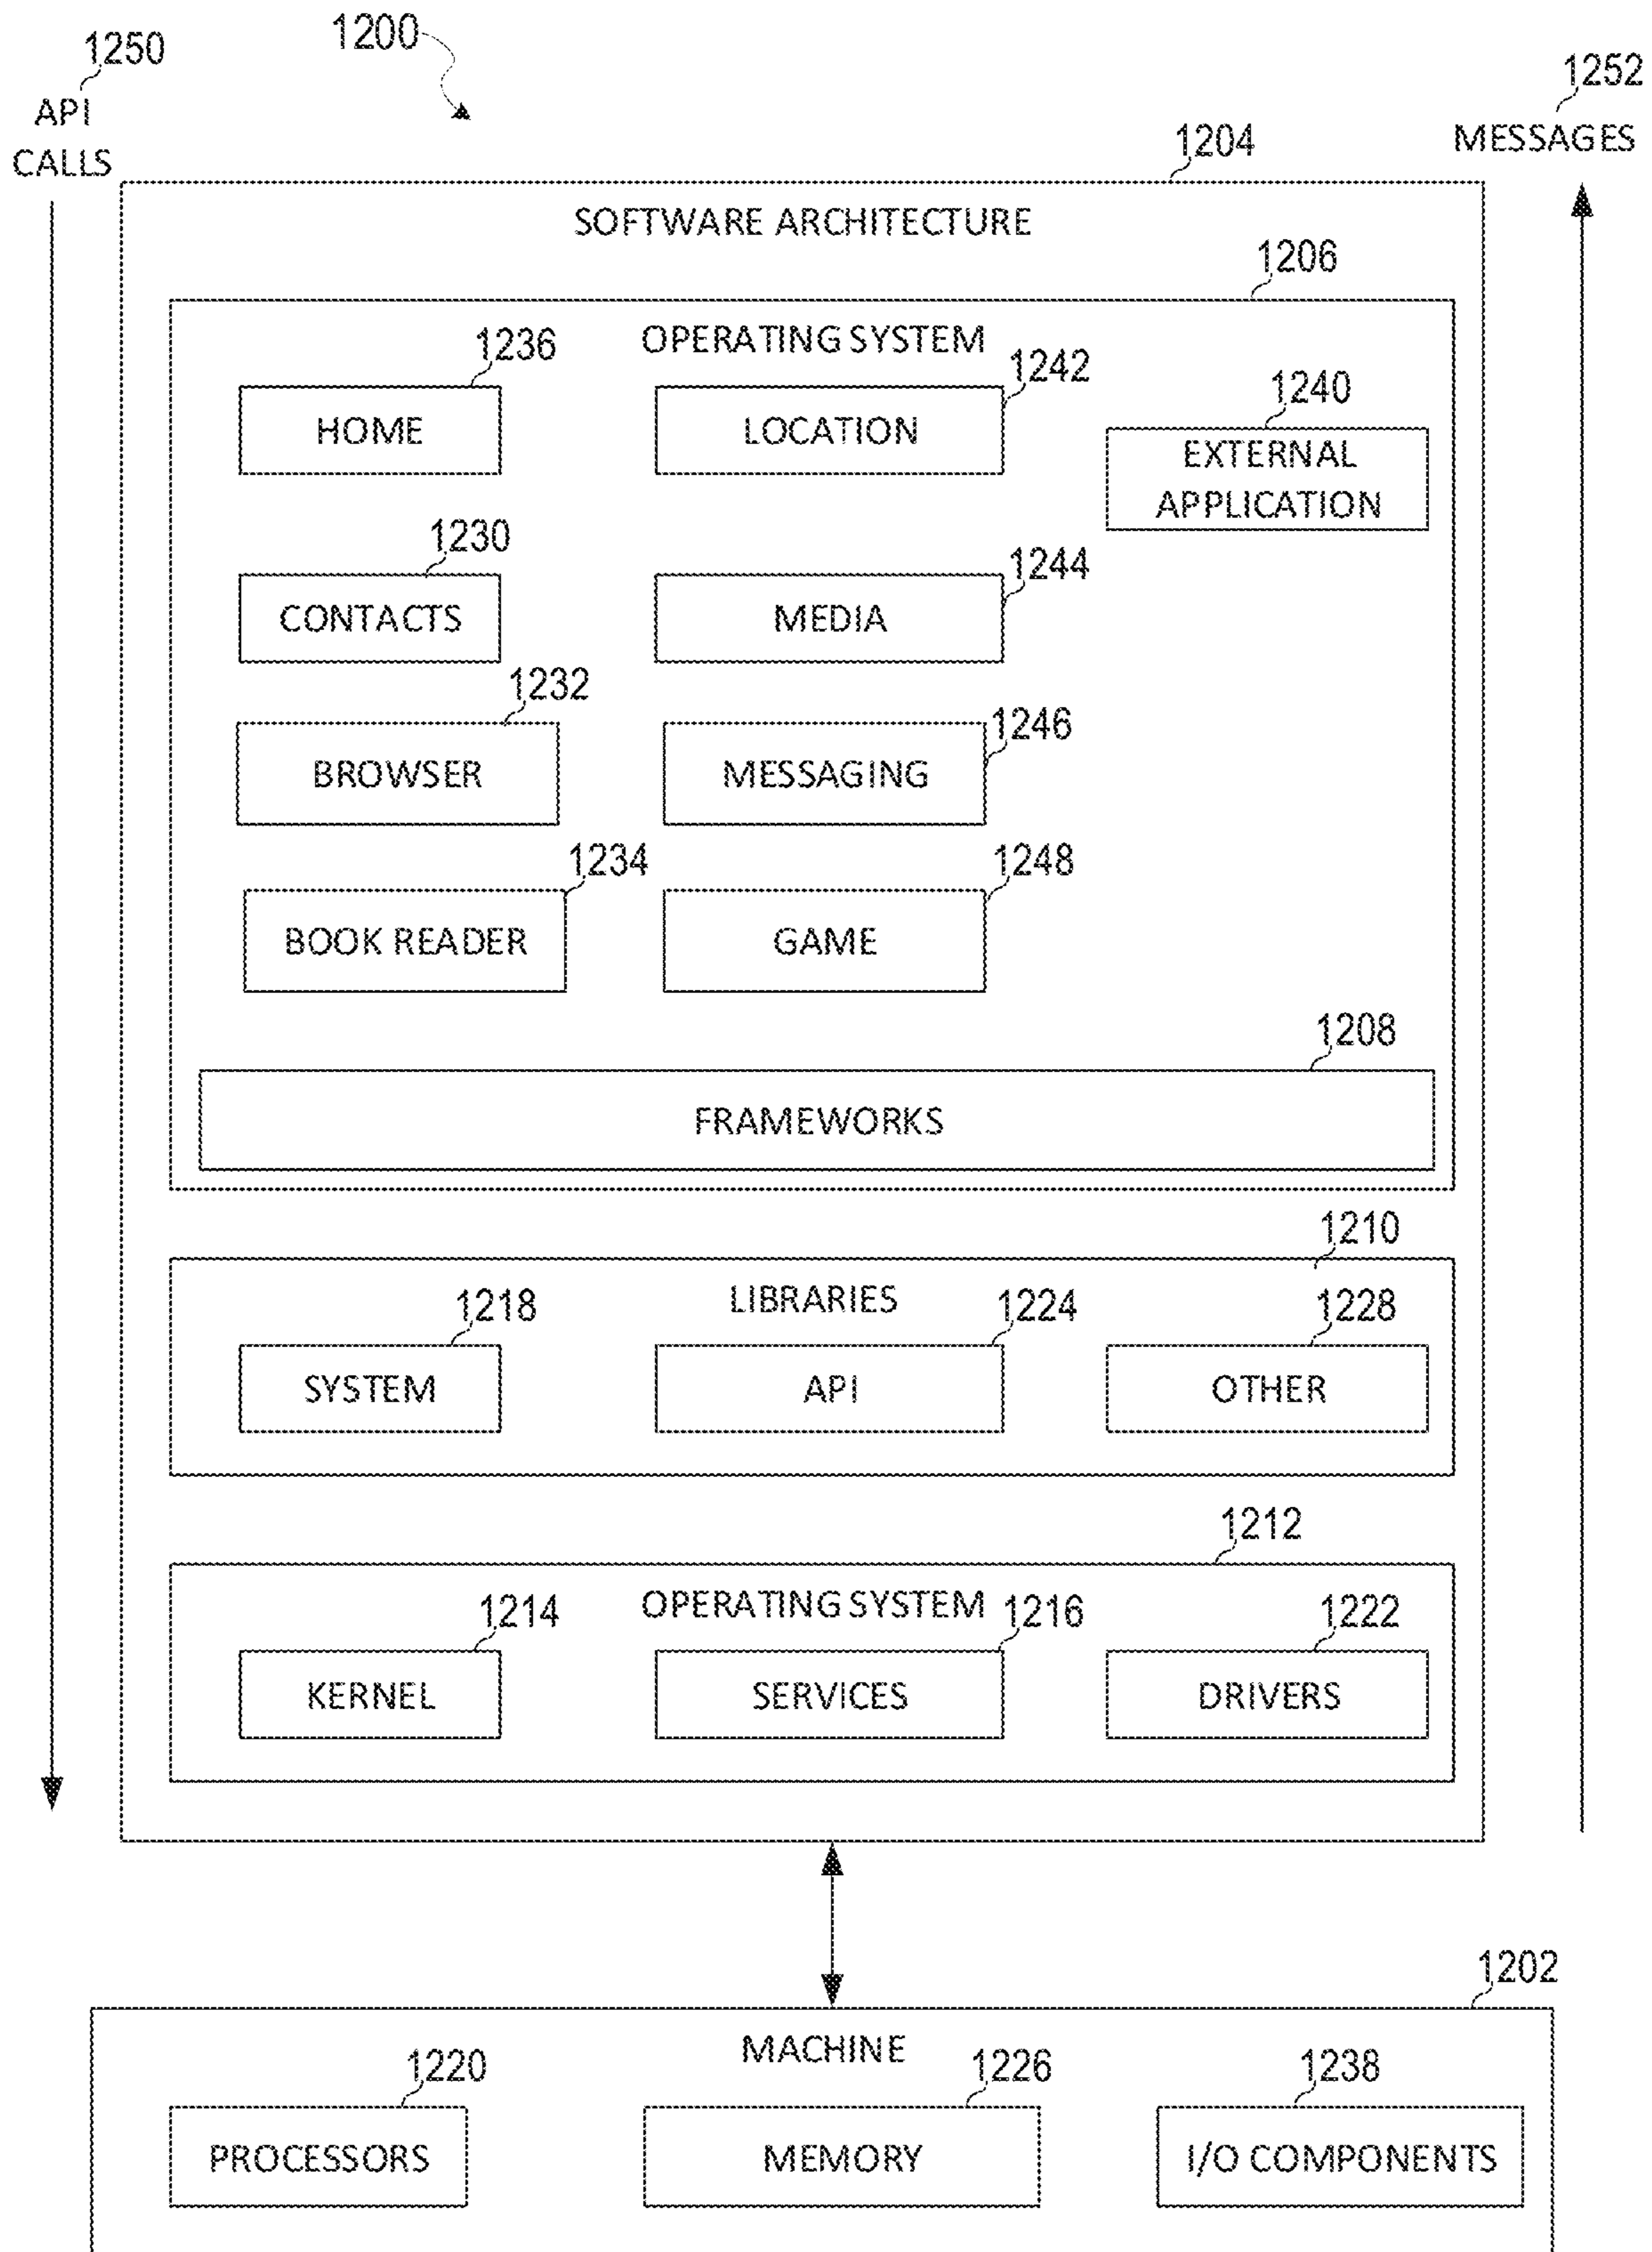 1200
1250
API
CALLS
1252
MESSAGES
1204
SOFTWARE ARCHITECTURE
1206
OPERATING SYSTEM
1236
HOME
1242
LOCATION
1240
EXTERNAL
APPLICATION
1230
CONTACTS
1244
MEDIA
1232
BROWSER
1246
MESSAGING
1234
BOOK READER
1248
GAME
1208
FRAMEWORKS
1210
LIBRARIES
1218
SYSTEM
1224
API
1228
OTHER
1212
OPERATING SYSTEM
1214
KERNEL
1216
SERVICES
1222
DRIVERS
1202
MACHINE
1220
PROCESSORS
1226
MEMORY
1238
I/O COMPONENTS